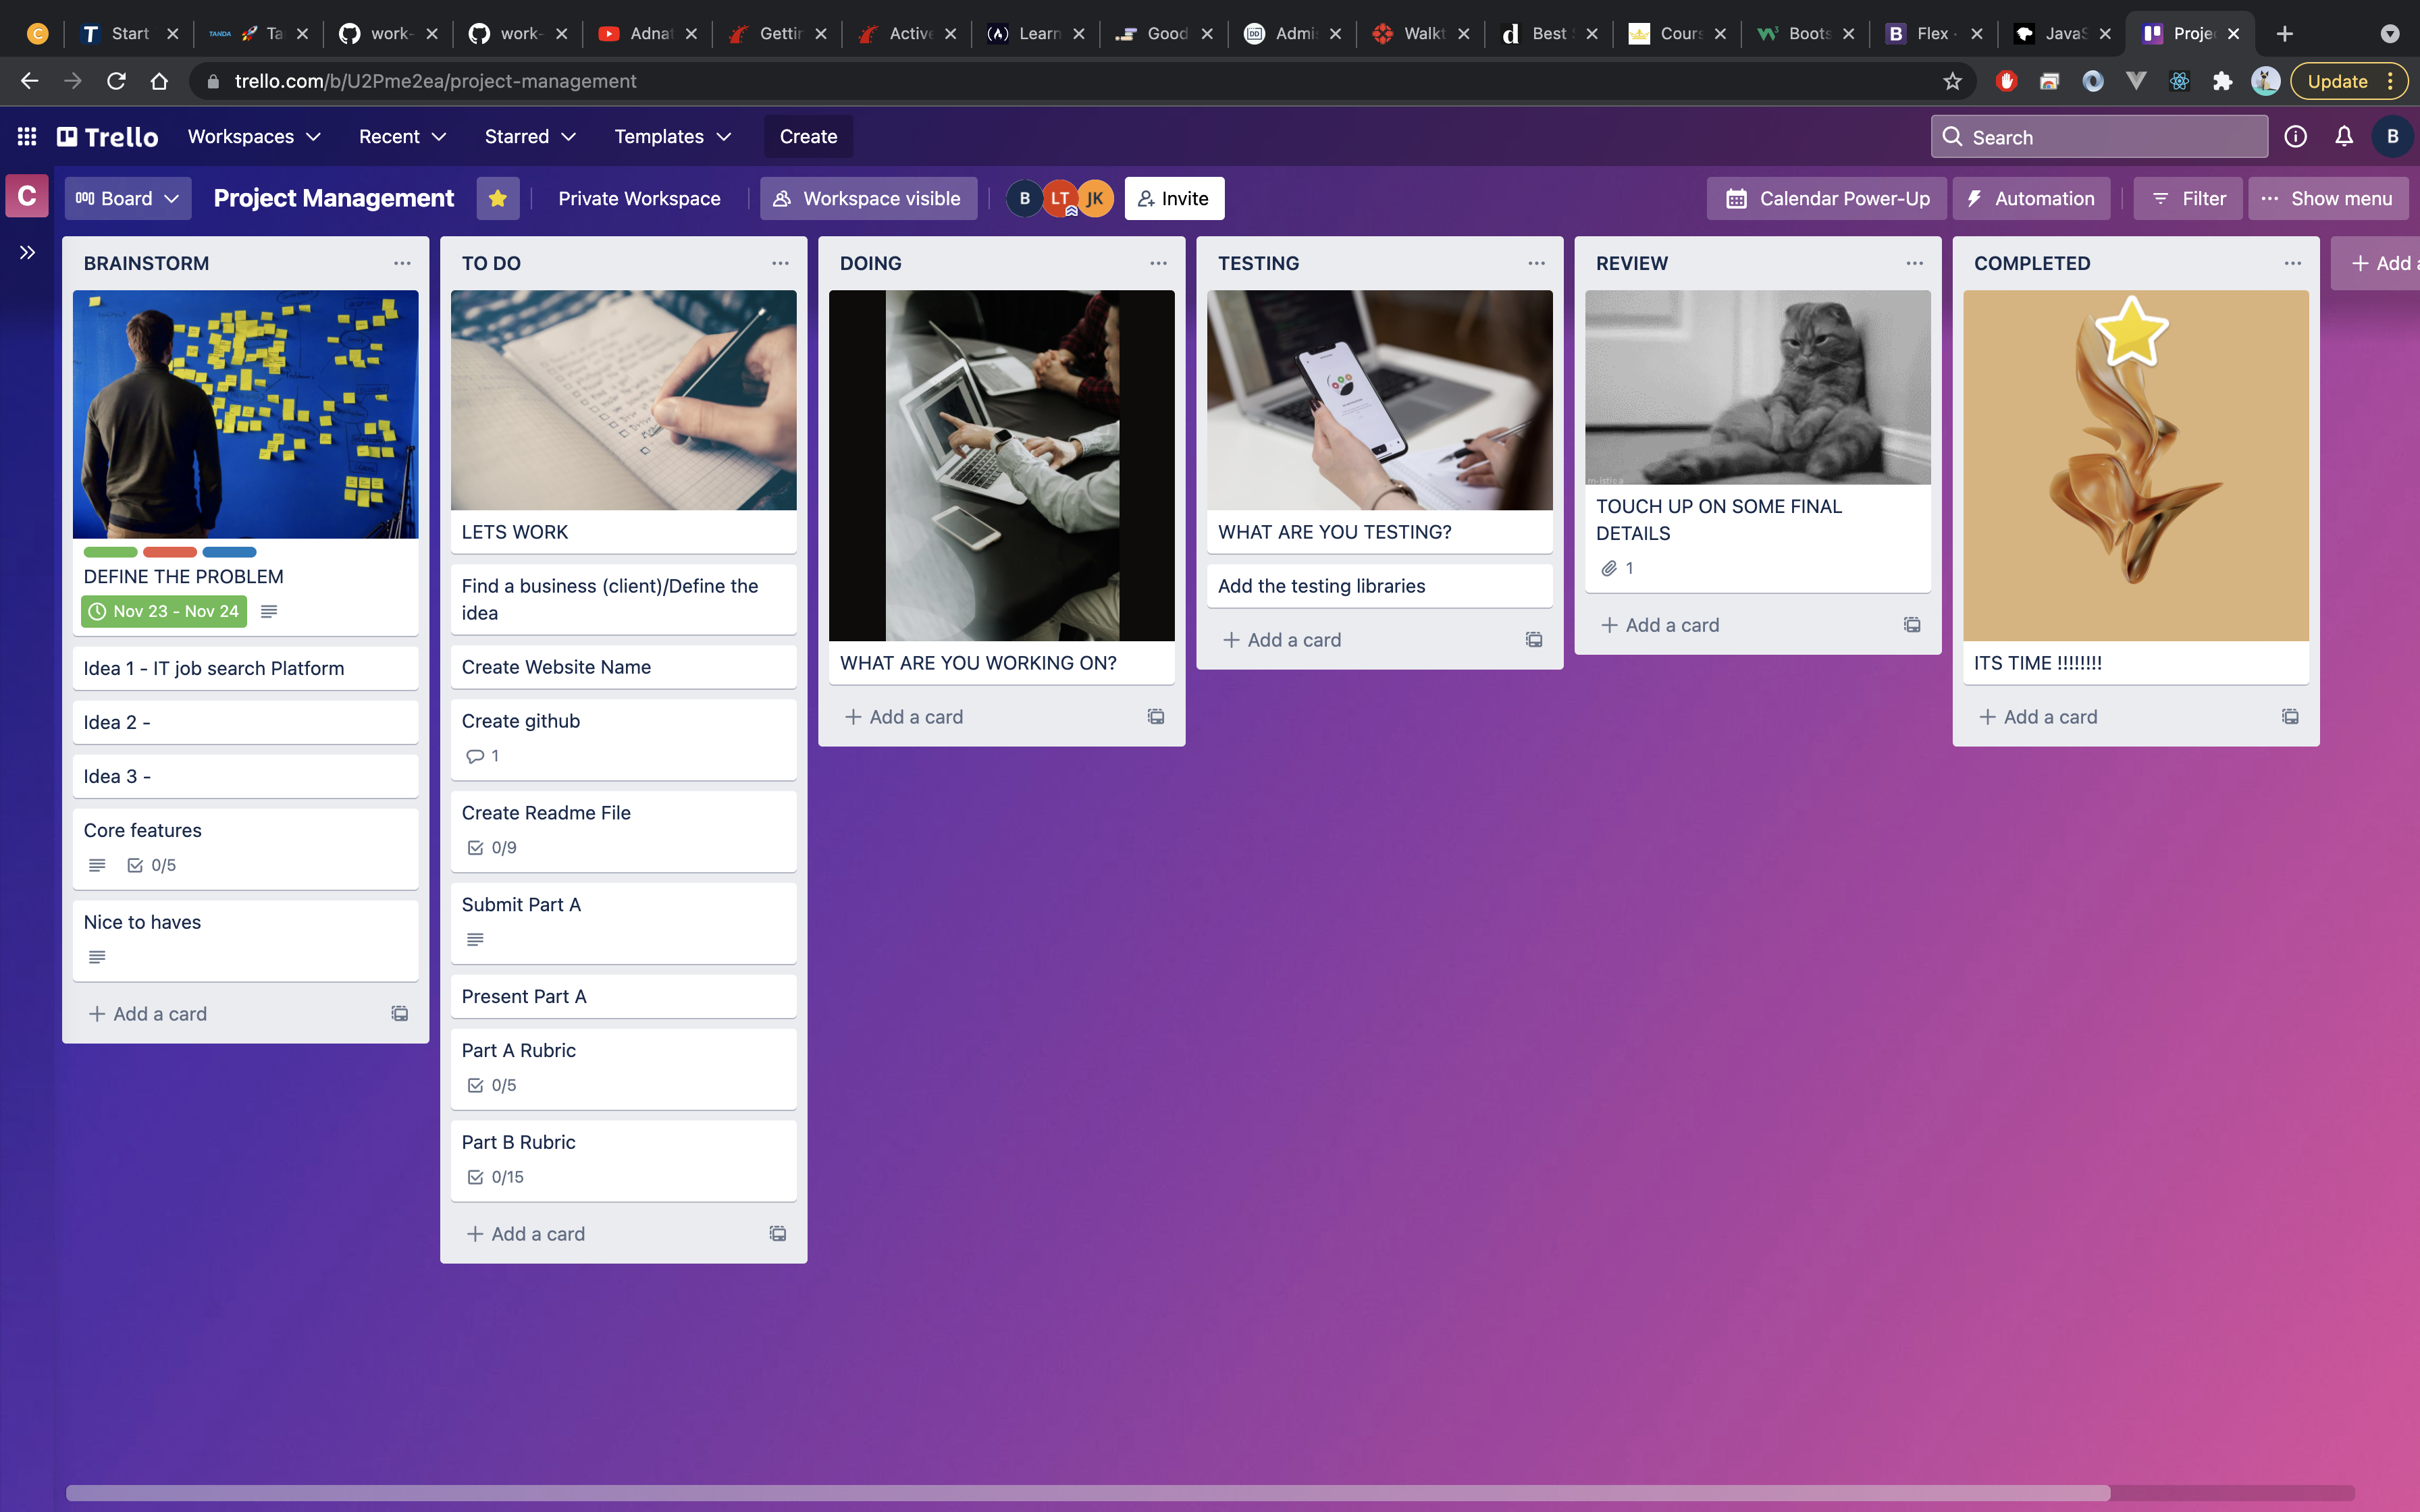 Start
TANDA
Ta
work-
work-
Adnat
Gettin
Active
Learn
Good
Admi
Walkt
Best
Cours
Boots
Flex
JavaS
Proje
trello.com/b/U2Pme2ea/project-management
Update
Trello
Workspaces
Recent
Starred
Templates
Create
Search
B
C
Board
Project Management
Private Workspace
Workspace visible
B
LT
JK
Invite
Calendar Power-Up
Automation
Filter
Show menu
BRAINSTORM
DEFINE THE PROBLEM
Nov 23 - Nov 24
Idea 1 - IT job search Platform
Idea 2 -
Idea 3 -
Core features
0/5
Nice to haves
+ Add a card
TO DO
LETS WORK
Find a business (client)/Define the
idea
Create Website Name
Create github
1
Create Readme File
0/9
Submit Part A
Present Part A
Part A Rubric
0/5
Part B Rubric
0/15
+ Add a card
DOING
WHAT ARE YOU WORKING ON?
+ Add a card
TESTING
WHAT ARE YOU TESTING?
Add the testing libraries
+ Add a card
REVIEW
m-istica
TOUCH UP ON SOME FINAL
DETAILS
1
+ Add a card
COMPLETED
ITS TIME !!!!!!!!
+ Add a card
+ Add